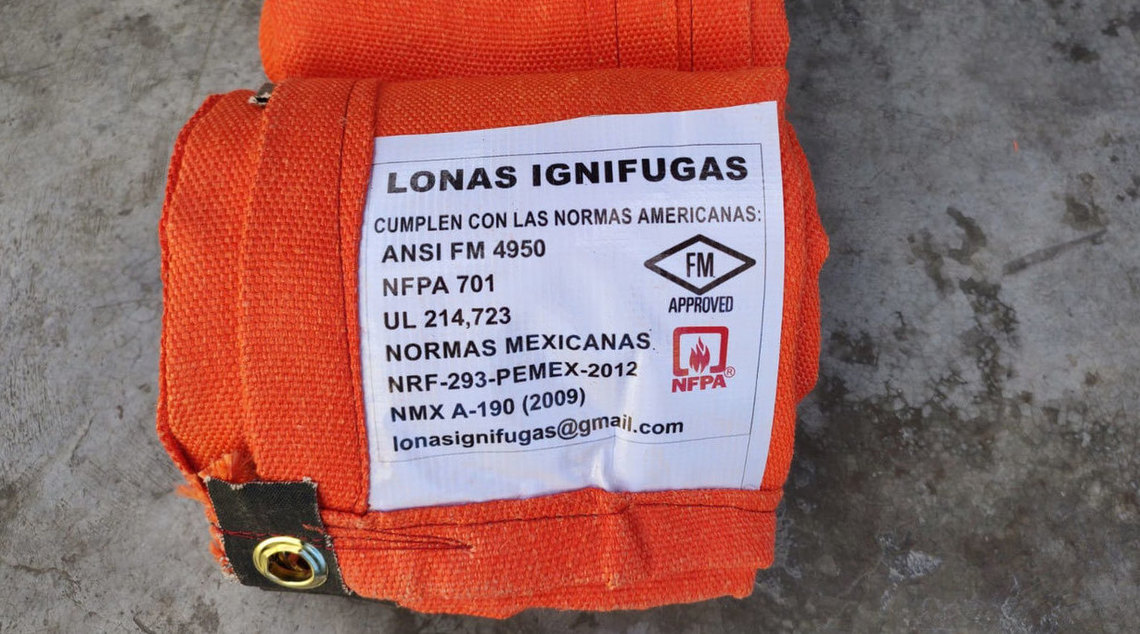 LONAS IGNIFUGAS
CUMPLEN CON LAS NORMAS AMERICANAS:
ANSI FM 4950
NFPA 701
UL 214,723
NORMAS MEXICANAS.
NRF-293-PEMEX-2012
NMX A-190 (2009)
lonasignifugas@gmail.com
FM
APPROVED
NFPA®